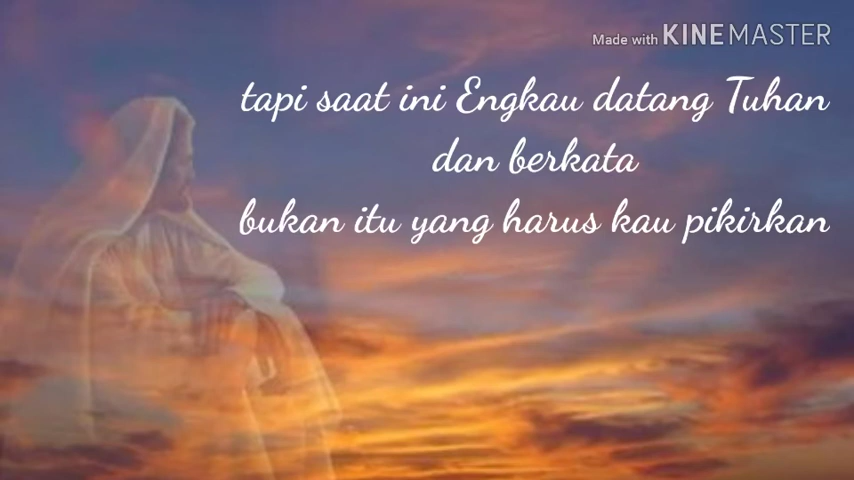 Made with KINEMASTER
tapi saat ini Engkau datang Tuhan
dan berkata
bukan itu yang harus kau pikirkan